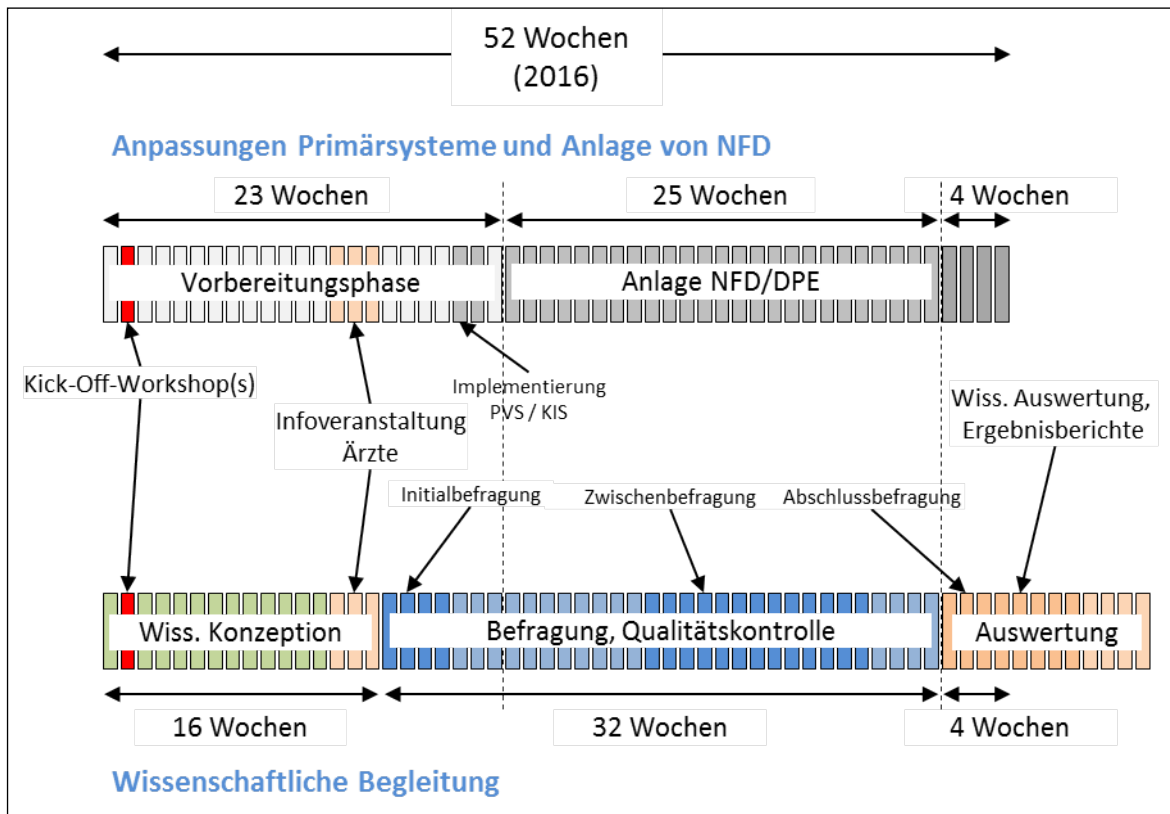 52 Wochen
(2016)
Anpassungen Primärsysteme und Anlage von NFD
23 Wochen
25 Wochen
4 Wochen
Vorbereitungsphase
Anlage NFD/DPE
Kick-Off-Workshop(s)
Infoveranstaltung
Ärzte
Implementierung
PVS / KIS
Wiss. Auswertung,
Ergebnisberichte
Initialbefragung
Zwischenbefragung
Abschlussbefragung
Wiss. Konzeption
Befragung, Qualitätskontrolle
Auswertung
16 Wochen
32 Wochen
4 Wochen
Wissenschaftliche Begleitung